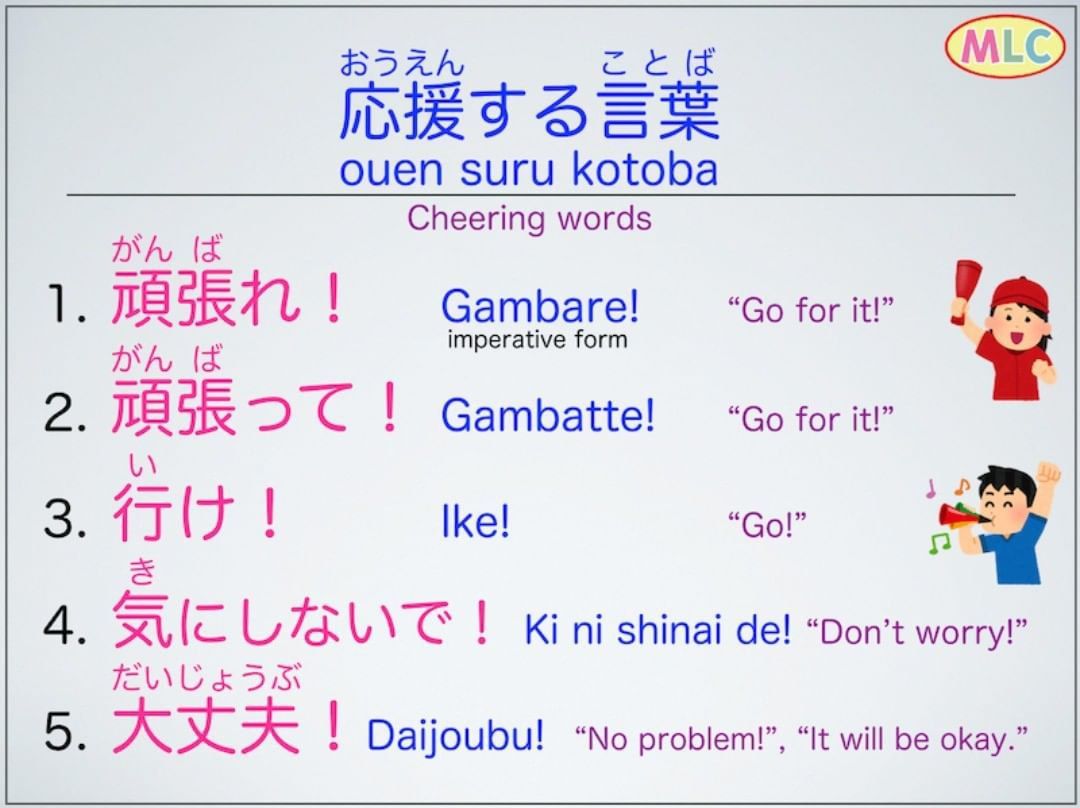 MLC
おうえん ことば
応援する言葉
ouen suru kotoba
Cheering words
がん ば
1. 頑張れ！ Gambare! “Go for it!”
imperative form
がん ば
2. 頑張って！ Gambatte! “Go for it!”
い
3. 行け！ Ike! “Go!”
き
4. 気にしないで！ Ki ni shinai de! “Don’t worry!”
だいじょうぶ
5. 大丈夫！ Daijoubu! “No problem!”, “It will be okay.”